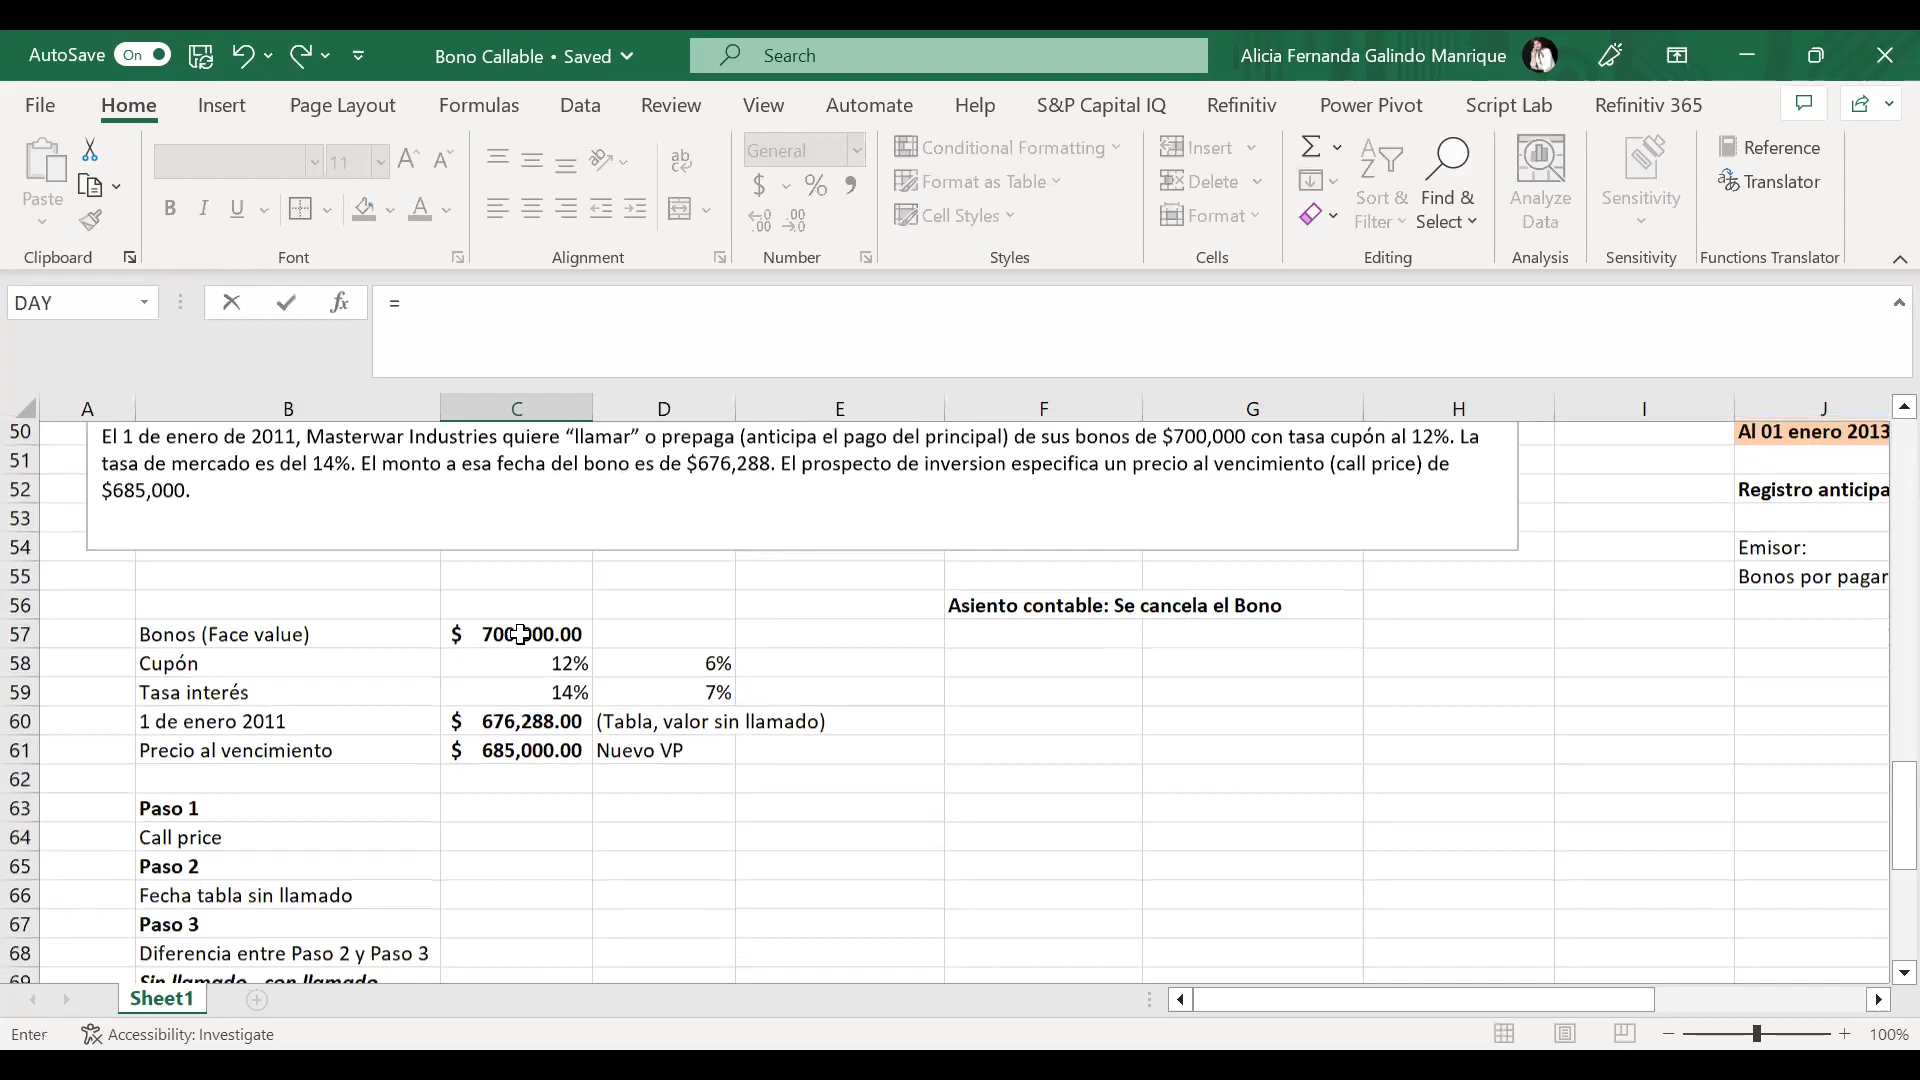 AutoSave On Bono Callable • Saved Search Alicia Fernanda Galindo Manrique
File Home Insert Page Layout Formulas Data Review View Automate Help S&P Capital IQ Refinitiv Power Pivot Script Lab Refinitiv 365
General Conditional Formatting Insert Reference
11 Format as Table Delete Translator
Paste Cell Styles Format Sort & Filter Find & Select Analyze Data Sensitivity
Clipboard Font Alignment Number Styles Cells Editing Analysis Sensitivity Functions Translator
DAY fx =
A B C D E F G H I J
50 El 1 de enero de 2011, Masterwar Industries quiere “llamar” o prepaga (anticipa el pago del principal) de sus bonos de $700,000 con tasa cupón al 12%. La Al 01 enero 2013
51 tasa de mercado es del 14%. El monto a esa fecha del bono es de $676,288. El prospecto de inversion especifica un precio al vencimiento (call price) de
52 $685,000. Registro anticipa
53
54 Emisor:
55 Bonos por pagar
56 Asiento contable: Se cancela el Bono
57 Bonos (Face value) $ 700,000.00
58 Cupón 12% 6%
59 Tasa interés 14% 7%
60 1 de enero 2011 $ 676,288.00 (Tabla, valor sin llamado)
61 Precio al vencimiento $ 685,000.00 Nuevo VP
62
63 Paso 1
64 Call price
65 Paso 2
66 Fecha tabla sin llamado
67 Paso 3
68 Diferencia entre Paso 2 y Paso 3
69 Sin llamado - con llamado
Sheet1
Enter Accessibility: Investigate 100%